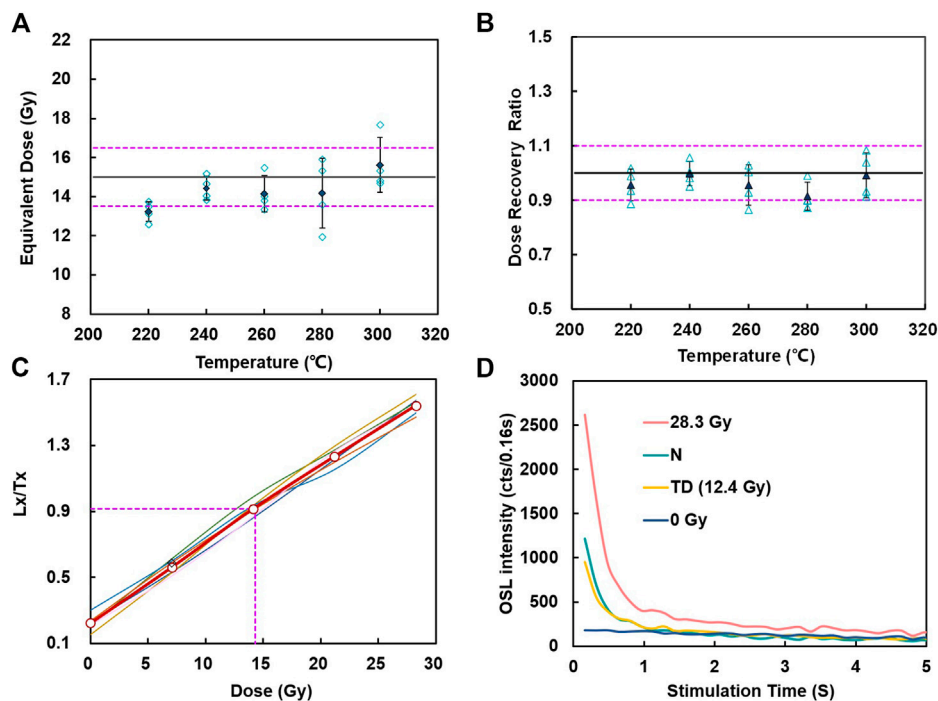 A
22
20
18
16
14
12
10
8
200 220 240 260 280 300 320
Equivalent Dose (Gy)
Temperature (℃)
B
1.5
1.3
1.1
0.9
0.7
0.5
200 220 240 260 280 300 320
Dose Recovery Ratio
Temperature (℃)
C
1.7
1.3
0.9
0.5
0.1
0 5 10 15 20 25 30
Lx/Tx
Dose (Gy)
D
3000
2500
2000
1500
1000
500
0
0 1 2 3 4 5
OSL intensity (cts/0.16s)
Stimulation Time (S)
28.3 Gy
N
TD (12.4 Gy)
0 Gy